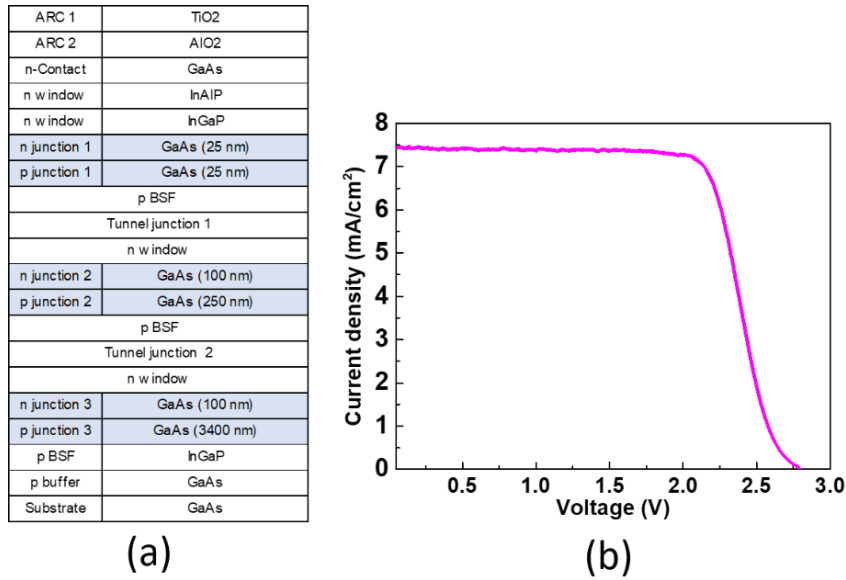 ARC 1 TiO2
ARC 2 AlO2
n-Contact GaAs
n window InAlP
n window InGaP
n junction 1 GaAs (25 nm)
p junction 1 GaAs (25 nm)
p BSF
Tunnel junction 1
n window
n junction 2 GaAs (100 nm)
p junction 2 GaAs (250 nm)
p BSF
Tunnel junction 2
n window
n junction 3 GaAs (100 nm)
p junction 3 GaAs (3400 nm)
p BSF InGaP
p buffer GaAs
Substrate GaAs
(a)
Current density (mA/cm²)
8
7
6
5
4
3
2
1
0
0.5 1.0 1.5 2.0 2.5 3.0
Voltage (V)
(b)